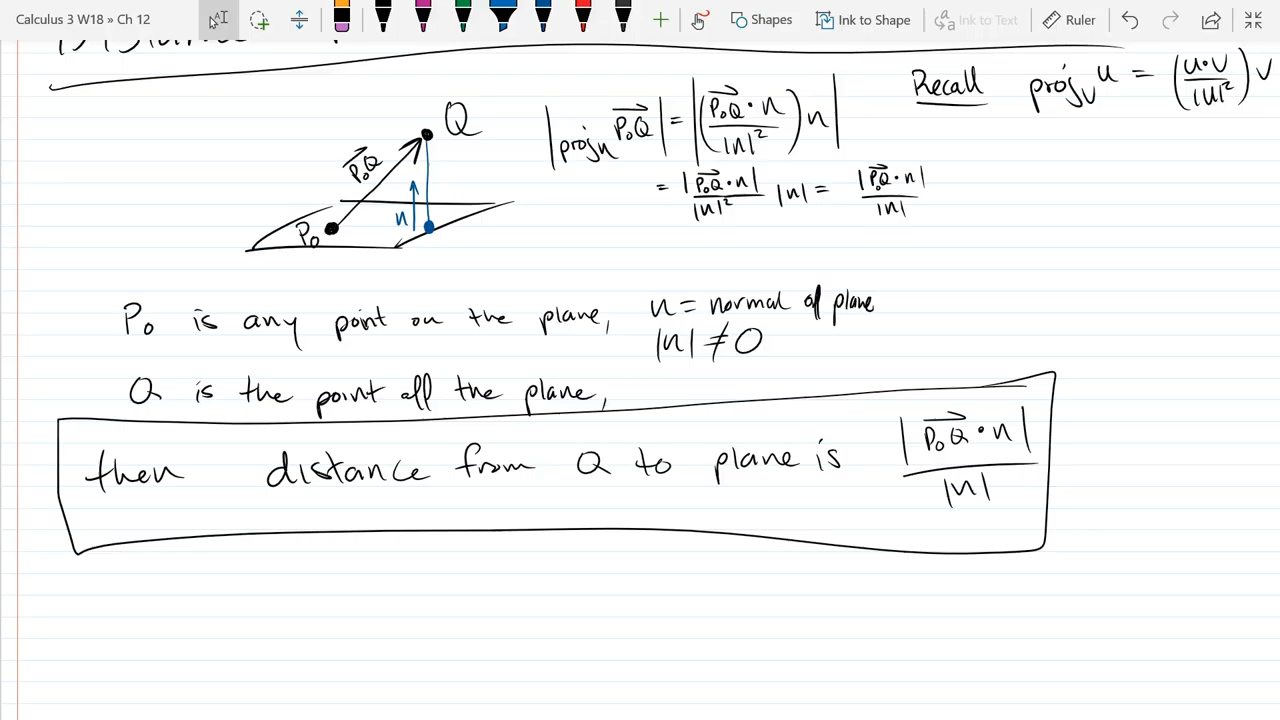 Calculus 3 W18 » Ch 12
Shapes
Ink to Shape
Ink to Text
Ruler
Distance
Recall proj_v u = (u·v/|u|²)v
Q
P₀Q
n
P₀
|proj_n P₀Q| = |(P₀Q·n/|n|²)n|
= |P₀Q·n|/|n|² |n| = |P₀Q·n|/|n|
P₀ is any point on the plane, n = normal of plane
|n| ≠ 0
Q is the point off the plane,
then distance from Q to plane is |P₀Q·n|/|n|